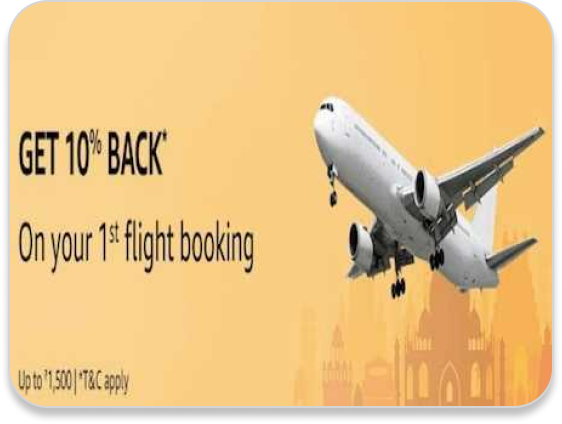 GET 10% BACK*
On your 1st flight booking
Up to ₹1,500 | *T&C apply